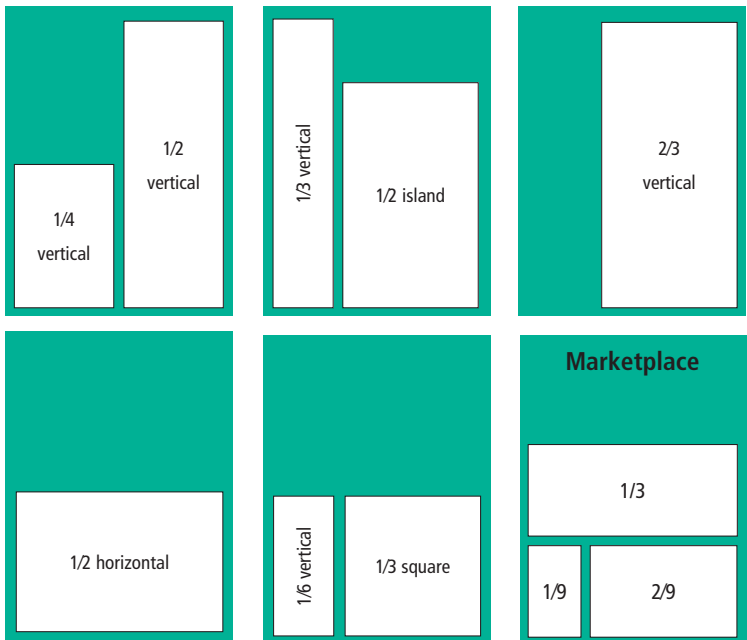 1/2
vertical
1/4
vertical
1/3 vertical
1/2 island
2/3
vertical
1/2 horizontal
1/6 vertical
1/3 square
Marketplace
1/3
1/9
2/9